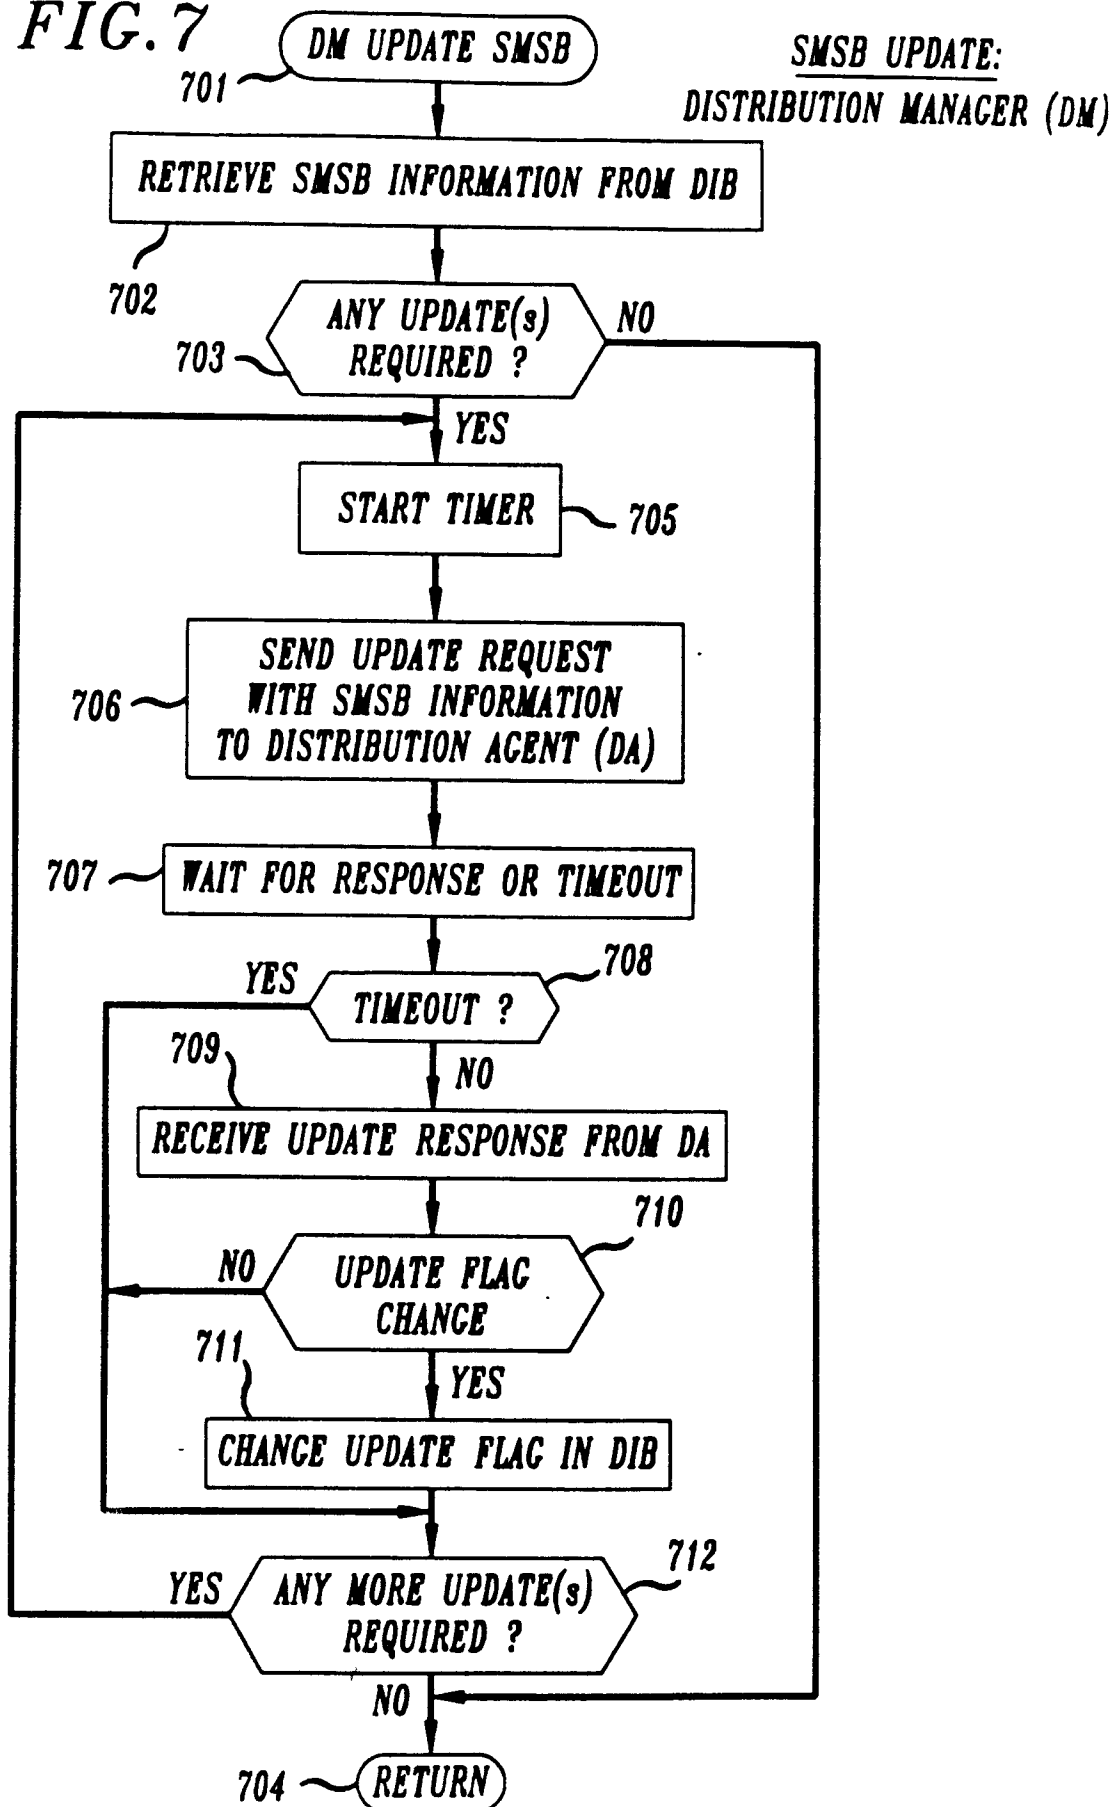 FIG. 7
DM UPDATE SMSB
701
SMSB UPDATE:
DISTRIBUTION MANAGER (DM)
RETRIEVE SMSB INFORMATION FROM DIB
702
ANY UPDATE(s)
REQUIRED ?
NO
703
YES
START TIMER
705
SEND UPDATE REQUEST
WITH SMSB INFORMATION
TO DISTRIBUTION AGENT (DA)
706
707
WAIT FOR RESPONSE OR TIMEOUT
YES
708
TIMEOUT ?
709
NO
RECEIVE UPDATE RESPONSE FROM DA
710
NO
UPDATE FLAG
CHANGE
711
YES
CHANGE UPDATE FLAG IN DIB
712
YES
ANY MORE UPDATE(s)
REQUIRED ?
NO
704
RETURN